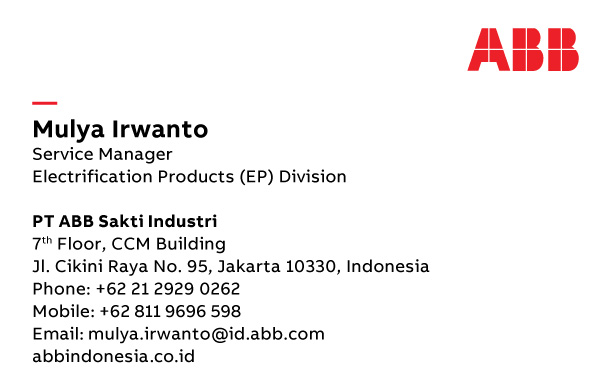 ABB
Mulya Irwanto
Service Manager
Electrification Products (EP) Division
PT ABB Sakti Industri
7th Floor, CCM Building
Jl. Cikini Raya No. 95, Jakarta 10330, Indonesia
Phone: +62 21 2929 0262
Mobile: +62 811 9696 598
Email: mulya.irwanto@id.abb.com
abbindonesia.co.id